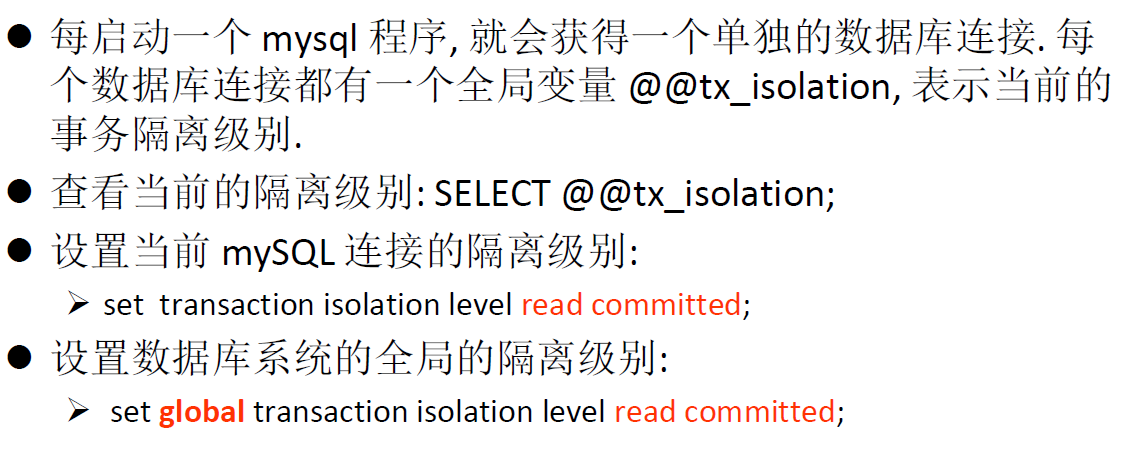 ● 每启动一个 mysql 程序, 就会获得一个单独的数据库连接. 每
个数据库连接都有一个全局变量 @@tx_isolation, 表示当前的
事务隔离级别.
● 查看当前的隔离级别: SELECT @@tx_isolation;
● 设置当前 mySQL 连接的隔离级别:
➢ set transaction isolation level read committed;
● 设置数据库系统的全局的隔离级别:
➢ set global transaction isolation level read committed;